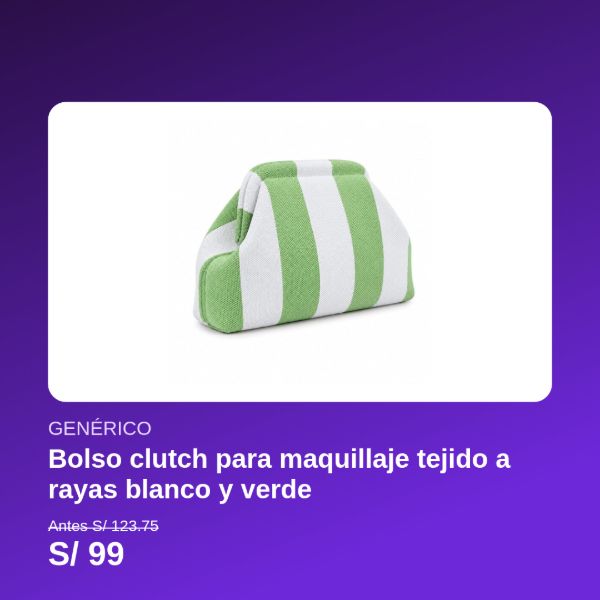 GENÉRICO
Bolso clutch para maquillaje tejido a
rayas blanco y verde
Antes S/ 123.75
S/ 99